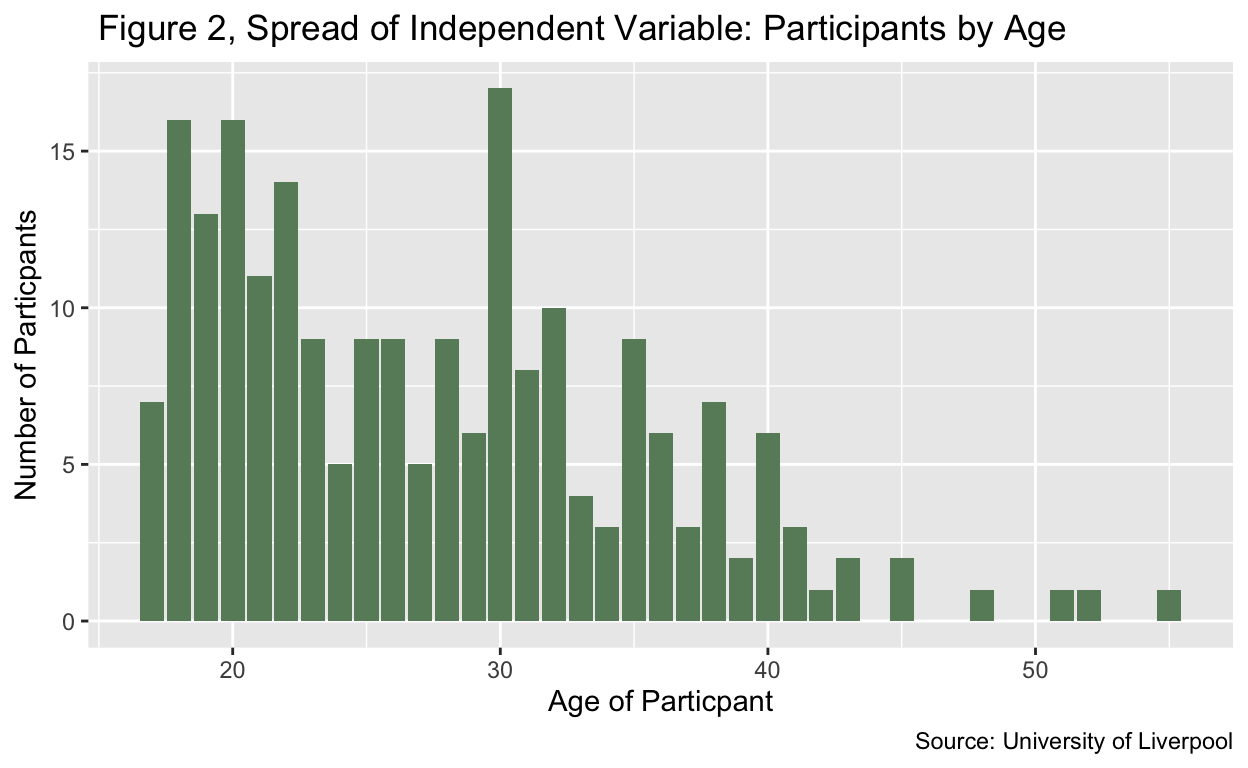 Figure 2, Spread of Independent Variable: Participants by Age
Number of Particpants
15
10
5
0
20 30 40 50
Age of Particpant
Source: University of Liverpool